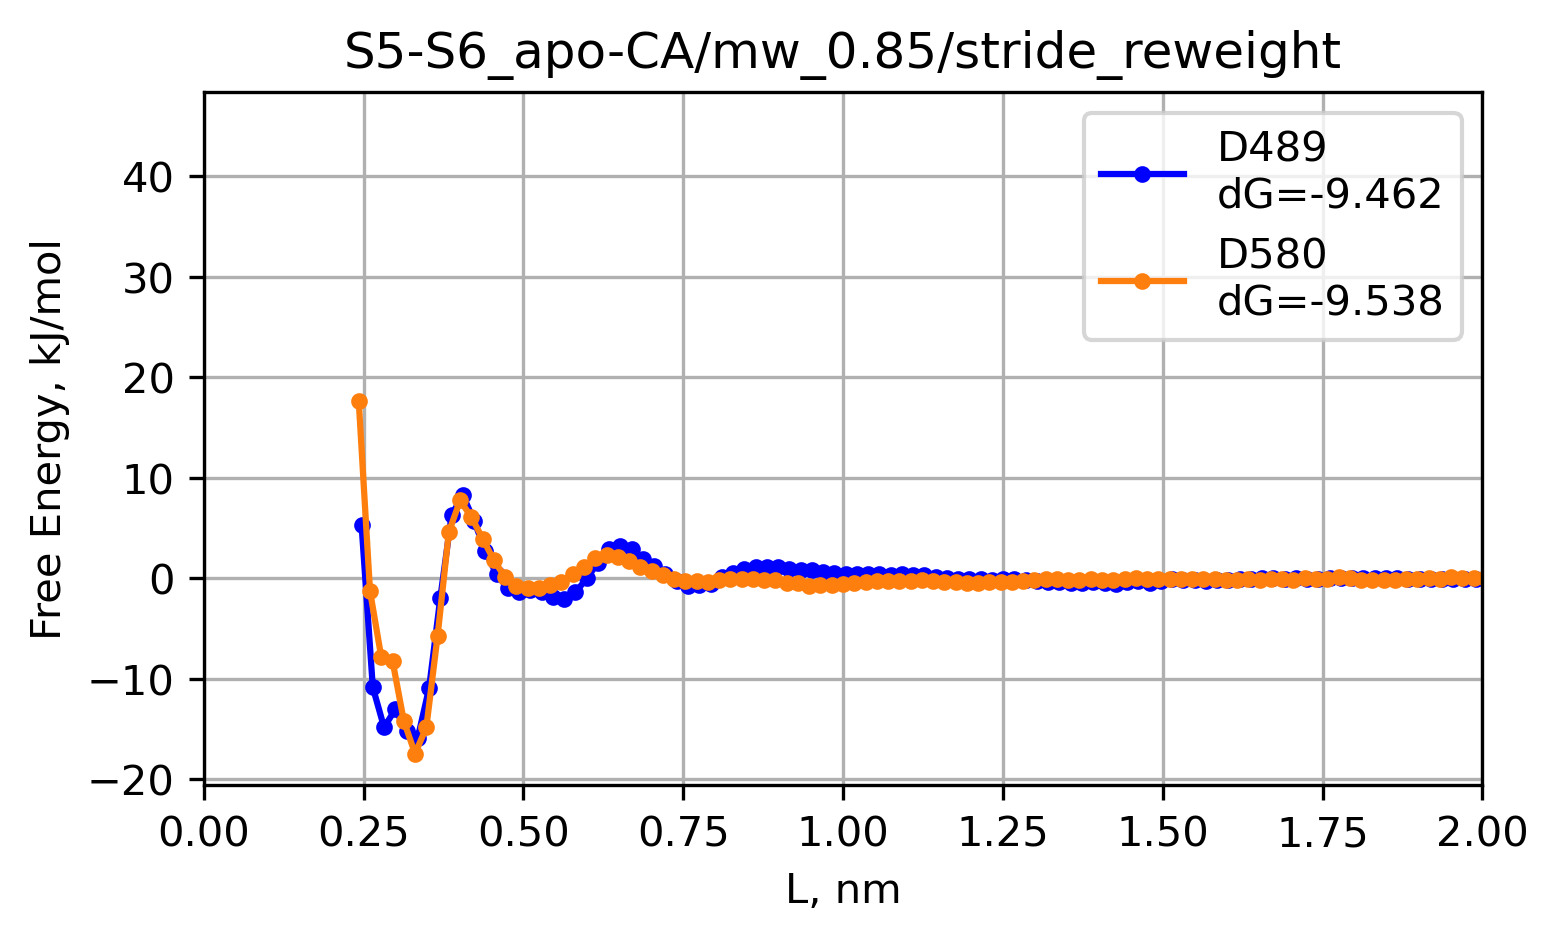 S5-S6_apo-CA/mw_0.85/stride_reweight
D489
dG=-9.462
D580
dG=-9.538
Free Energy, kJ/mol
40
30
20
10
0
−10
−20
0.00 0.25 0.50 0.75 1.00 1.25 1.50 1.75 2.00
L, nm